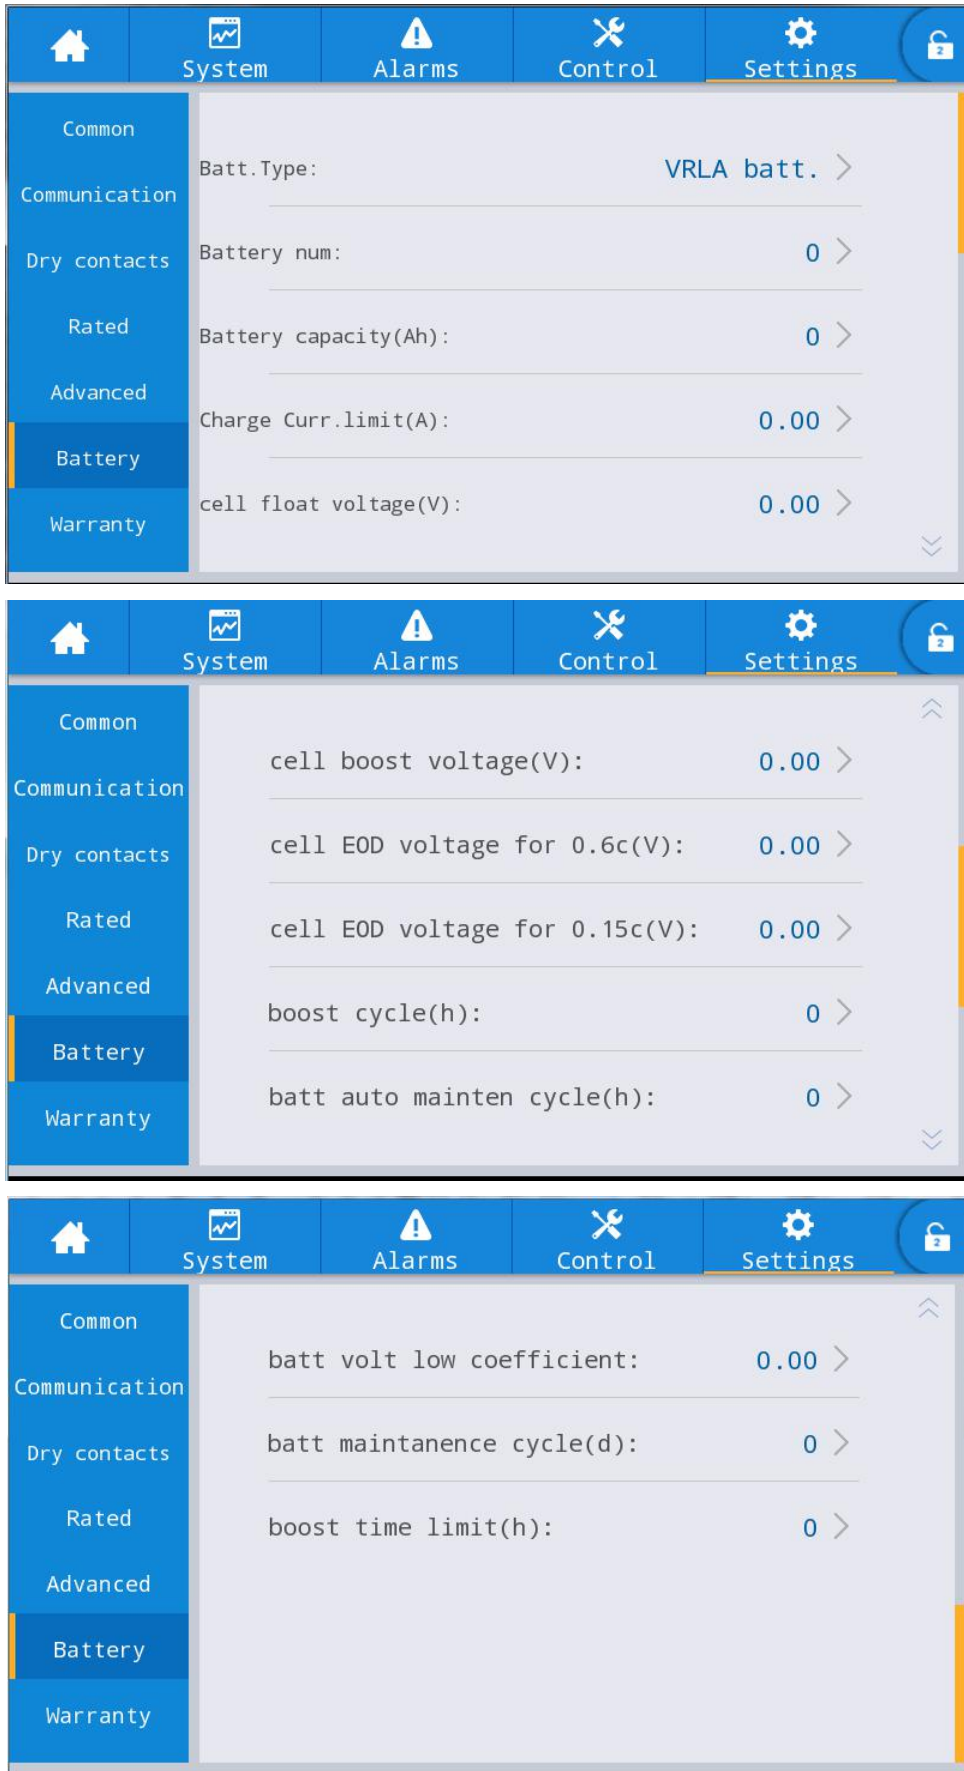 System Alarms Control Settings 2
Common
Communication
Dry contacts
Rated
Advanced
Battery
Warranty
Batt.Type: VRLA batt.
Battery num: 0
Battery capacity(Ah): 0
Charge Curr.limit(A): 0.00
cell float voltage(V): 0.00
System Alarms Control Settings 2
Common
Communication
Dry contacts
Rated
Advanced
Battery
Warranty
cell boost voltage(V): 0.00
cell EOD voltage for 0.6c(V): 0.00
cell EOD voltage for 0.15c(V): 0.00
boost cycle(h): 0
batt auto mainten cycle(h): 0
System Alarms Control Settings 2
Common
Communication
Dry contacts
Rated
Advanced
Battery
Warranty
batt volt low coefficient: 0.00
batt maintanence cycle(d): 0
boost time limit(h): 0